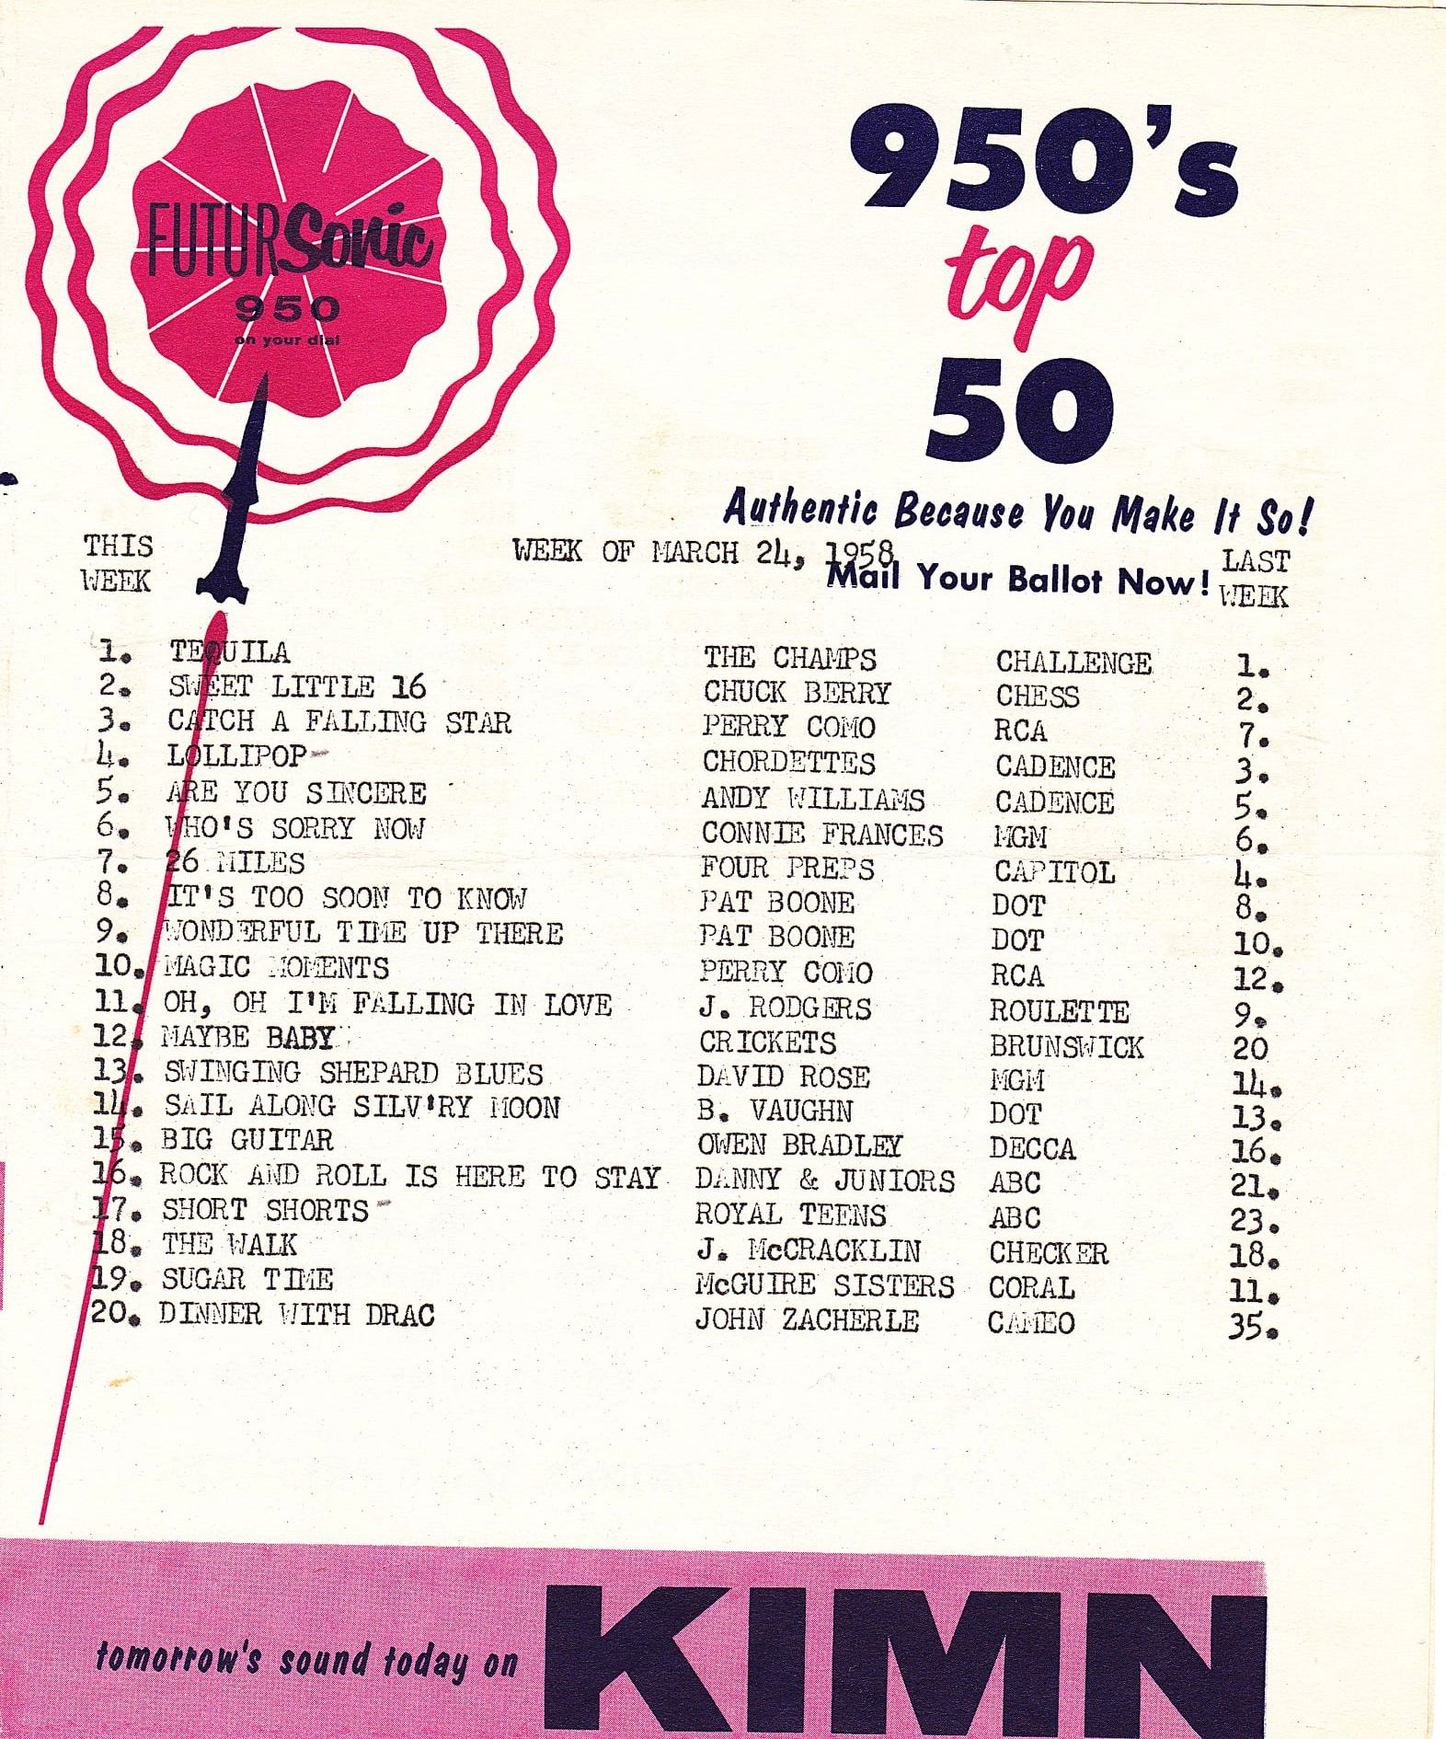 950's
top
50
FUTURSonic
950
on your dial
Authentic Because You Make It So!
THIS WEEK
WEEK OF MARCH 24, 1958
Mail Your Ballot Now!
LAST WEEK
1. TEQUILA THE CHAMPS CHALLENGE 1.
2. SWEET LITTLE 16 CHUCK BERRY CHESS 2.
3. CATCH A FALLING STAR PERRY COMO RCA 7.
4. LOLLIPOP CHORDETTES CADENCE 3.
5. ARE YOU SINCERE ANDY WILLIAMS CADENCE 5.
6. WHO'S SORRY NOW CONNIE FRANCES MGM 6.
7. 26 MILES FOUR PREPS CAPITOL 4.
8. IT'S TOO SOON TO KNOW PAT BOONE DOT 8.
9. WONDERFUL TIME UP THERE PAT BOONE DOT 10.
10. MAGIC MOMENTS PERRY COMO RCA 12.
11. OH, OH I'M FALLING IN LOVE J. RODGERS ROULETTE 9.
12. MAYBE BABY CRICKETS BRUNSWICK 20
13. SWINGING SHEPARD BLUES DAVID ROSE MGM 14.
14. SAIL ALONG SILV'RY MOON B. VAUGHN DOT 13.
15. BIG GUITAR OWEN BRADLEY DECCA 16.
16. ROCK AND ROLL IS HERE TO STAY DANNY & JUNIORS ABC 21.
17. SHORT SHORTS ROYAL TEENS ABC 23.
18. THE WALK J. McCRACKLIN CHECKER 18.
19. SUGAR TIME McGUIRE SISTERS CORAL 11.
20. DINNER WITH DRAC JOHN ZACHERLE CAMEO 35.
tomorrow's sound today on KIMN